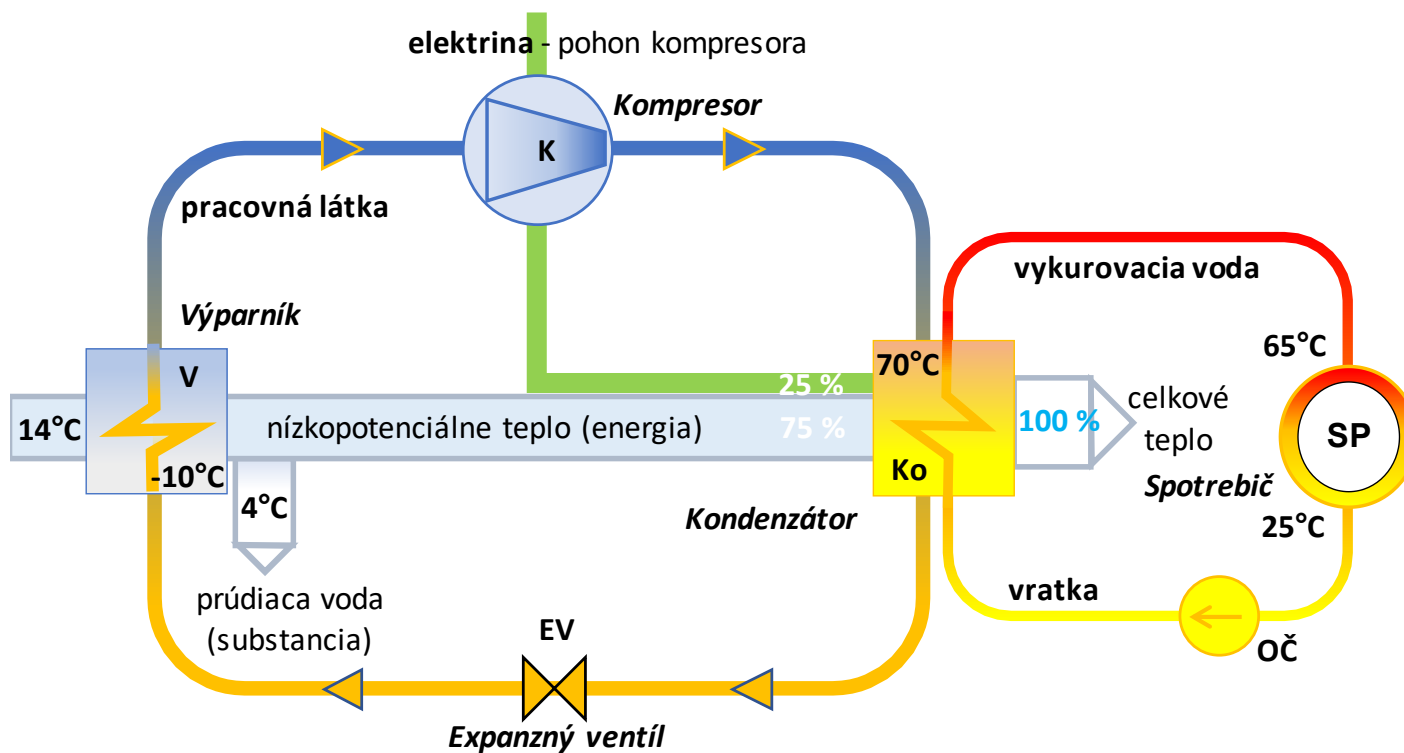 elektrina - pohon kompresora
Kompresor
K
pracovná látka
vykurovacia voda
Výparník
V
70°C
65°C
25 %
14°C
nízkopotenciálne teplo (energia)
75 %
100 %
celkové
teplo
SP
-10°C
Ko
Spotrebič
4°C
Kondenzátor
25°C
prúdiaca voda
(substancia)
vratka
EV
OČ
Expanzný ventíl